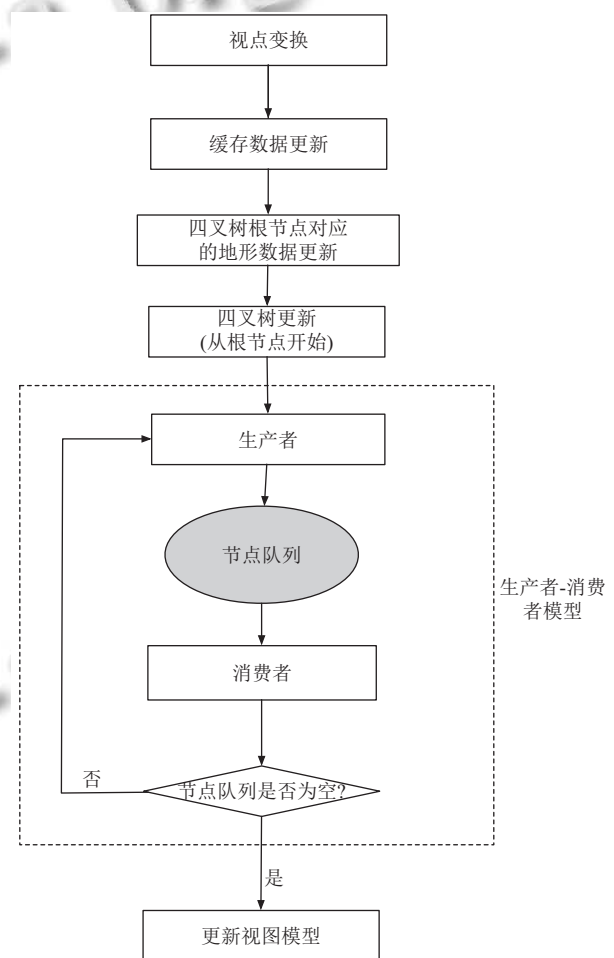 视点变换
缓存数据更新
四叉树根节点对应
的地形数据更新
四叉树更新
(从根节点开始)
生产者
节点队列
生产者-消费
者模型
消费者
否
节点队列是否为空?
是
更新视图模型